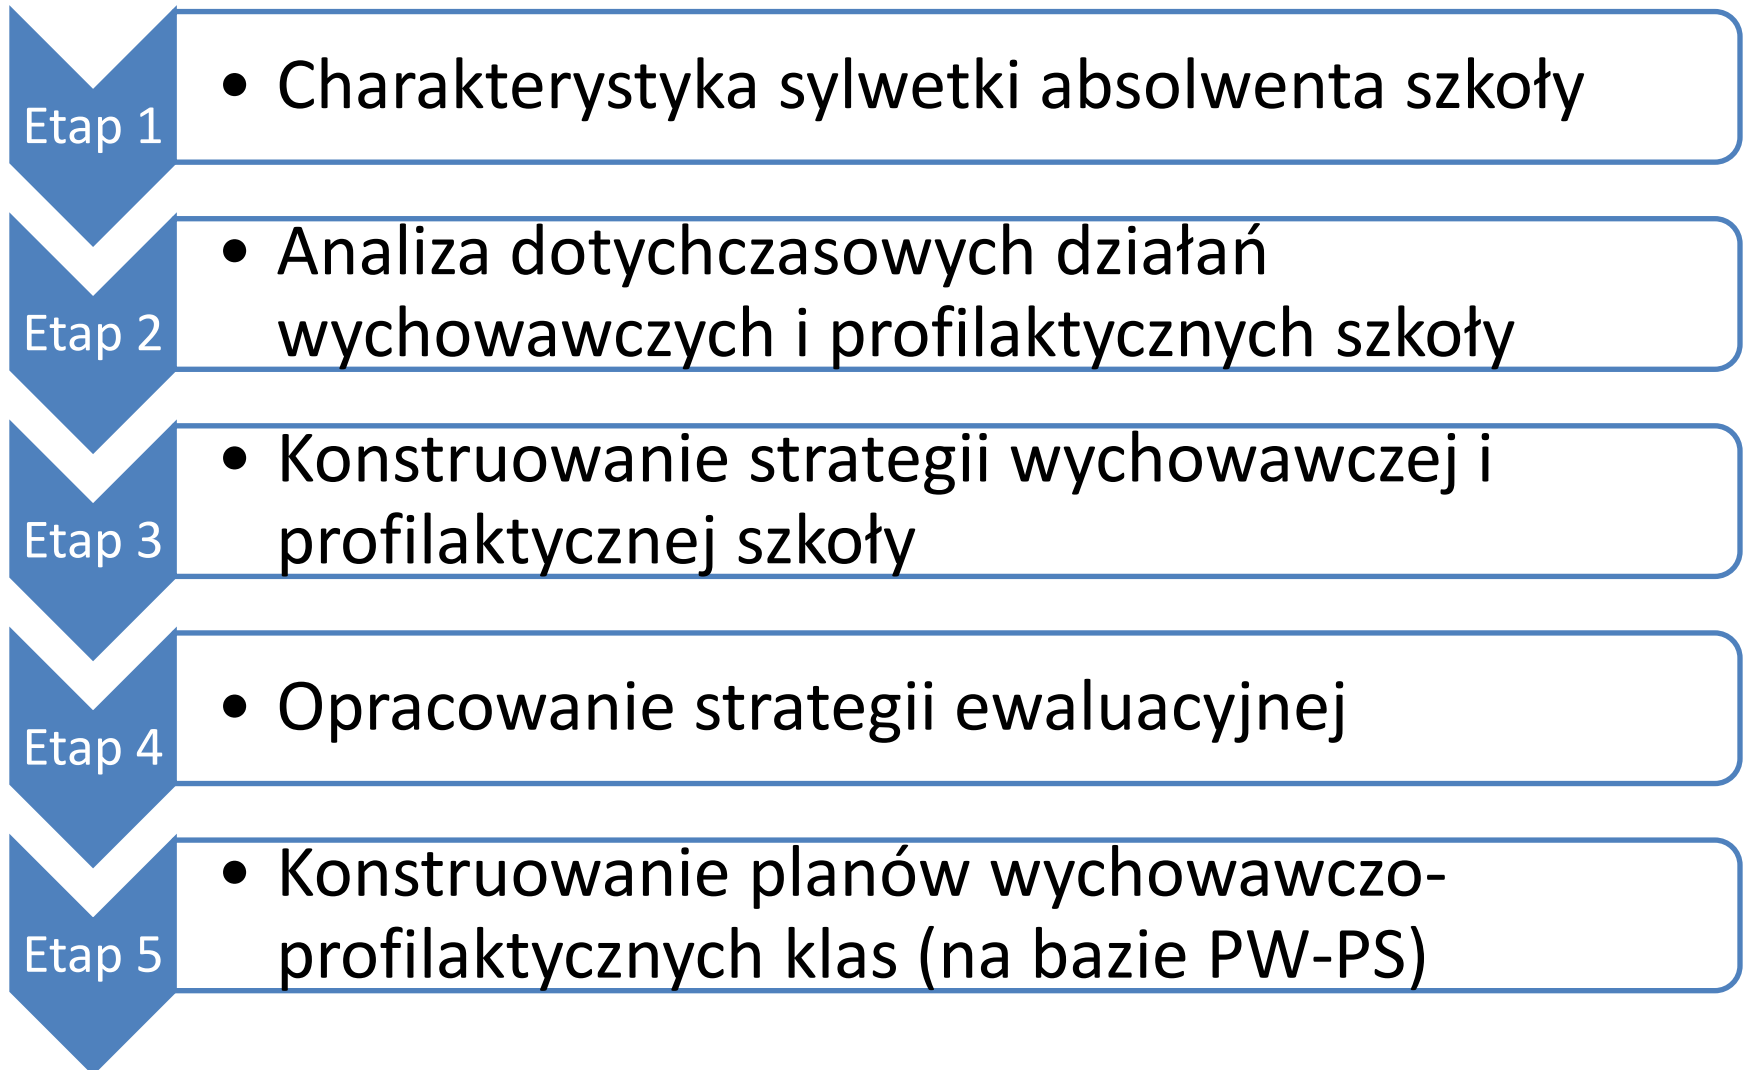 Etap 1
• Charakterystyka sylwetki absolwenta szkoły
Etap 2
• Analiza dotychczasowych działań
wychowawczych i profilaktycznych szkoły
Etap 3
• Konstruowanie strategii wychowawczej i
profilaktycznej szkoły
Etap 4
• Opracowanie strategii ewaluacyjnej
Etap 5
• Konstruowanie planów wychowawczo-
profilaktycznych klas (na bazie PW-PS)